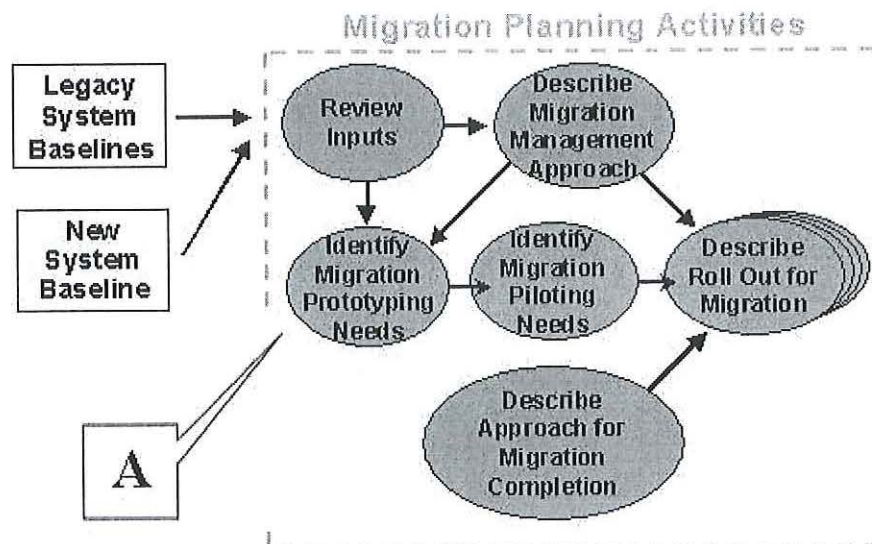 Migration Planning Activities
Legacy
System
Baselines
New
System
Baseline
Review
Inputs
Describe
Migration
Management
Approach
Identify
Migration
Prototyping
Needs
Identify
Migration
Piloting
Needs
Describe
Roll Out for
Migration
Describe
Approach for
Migration
Completion
A